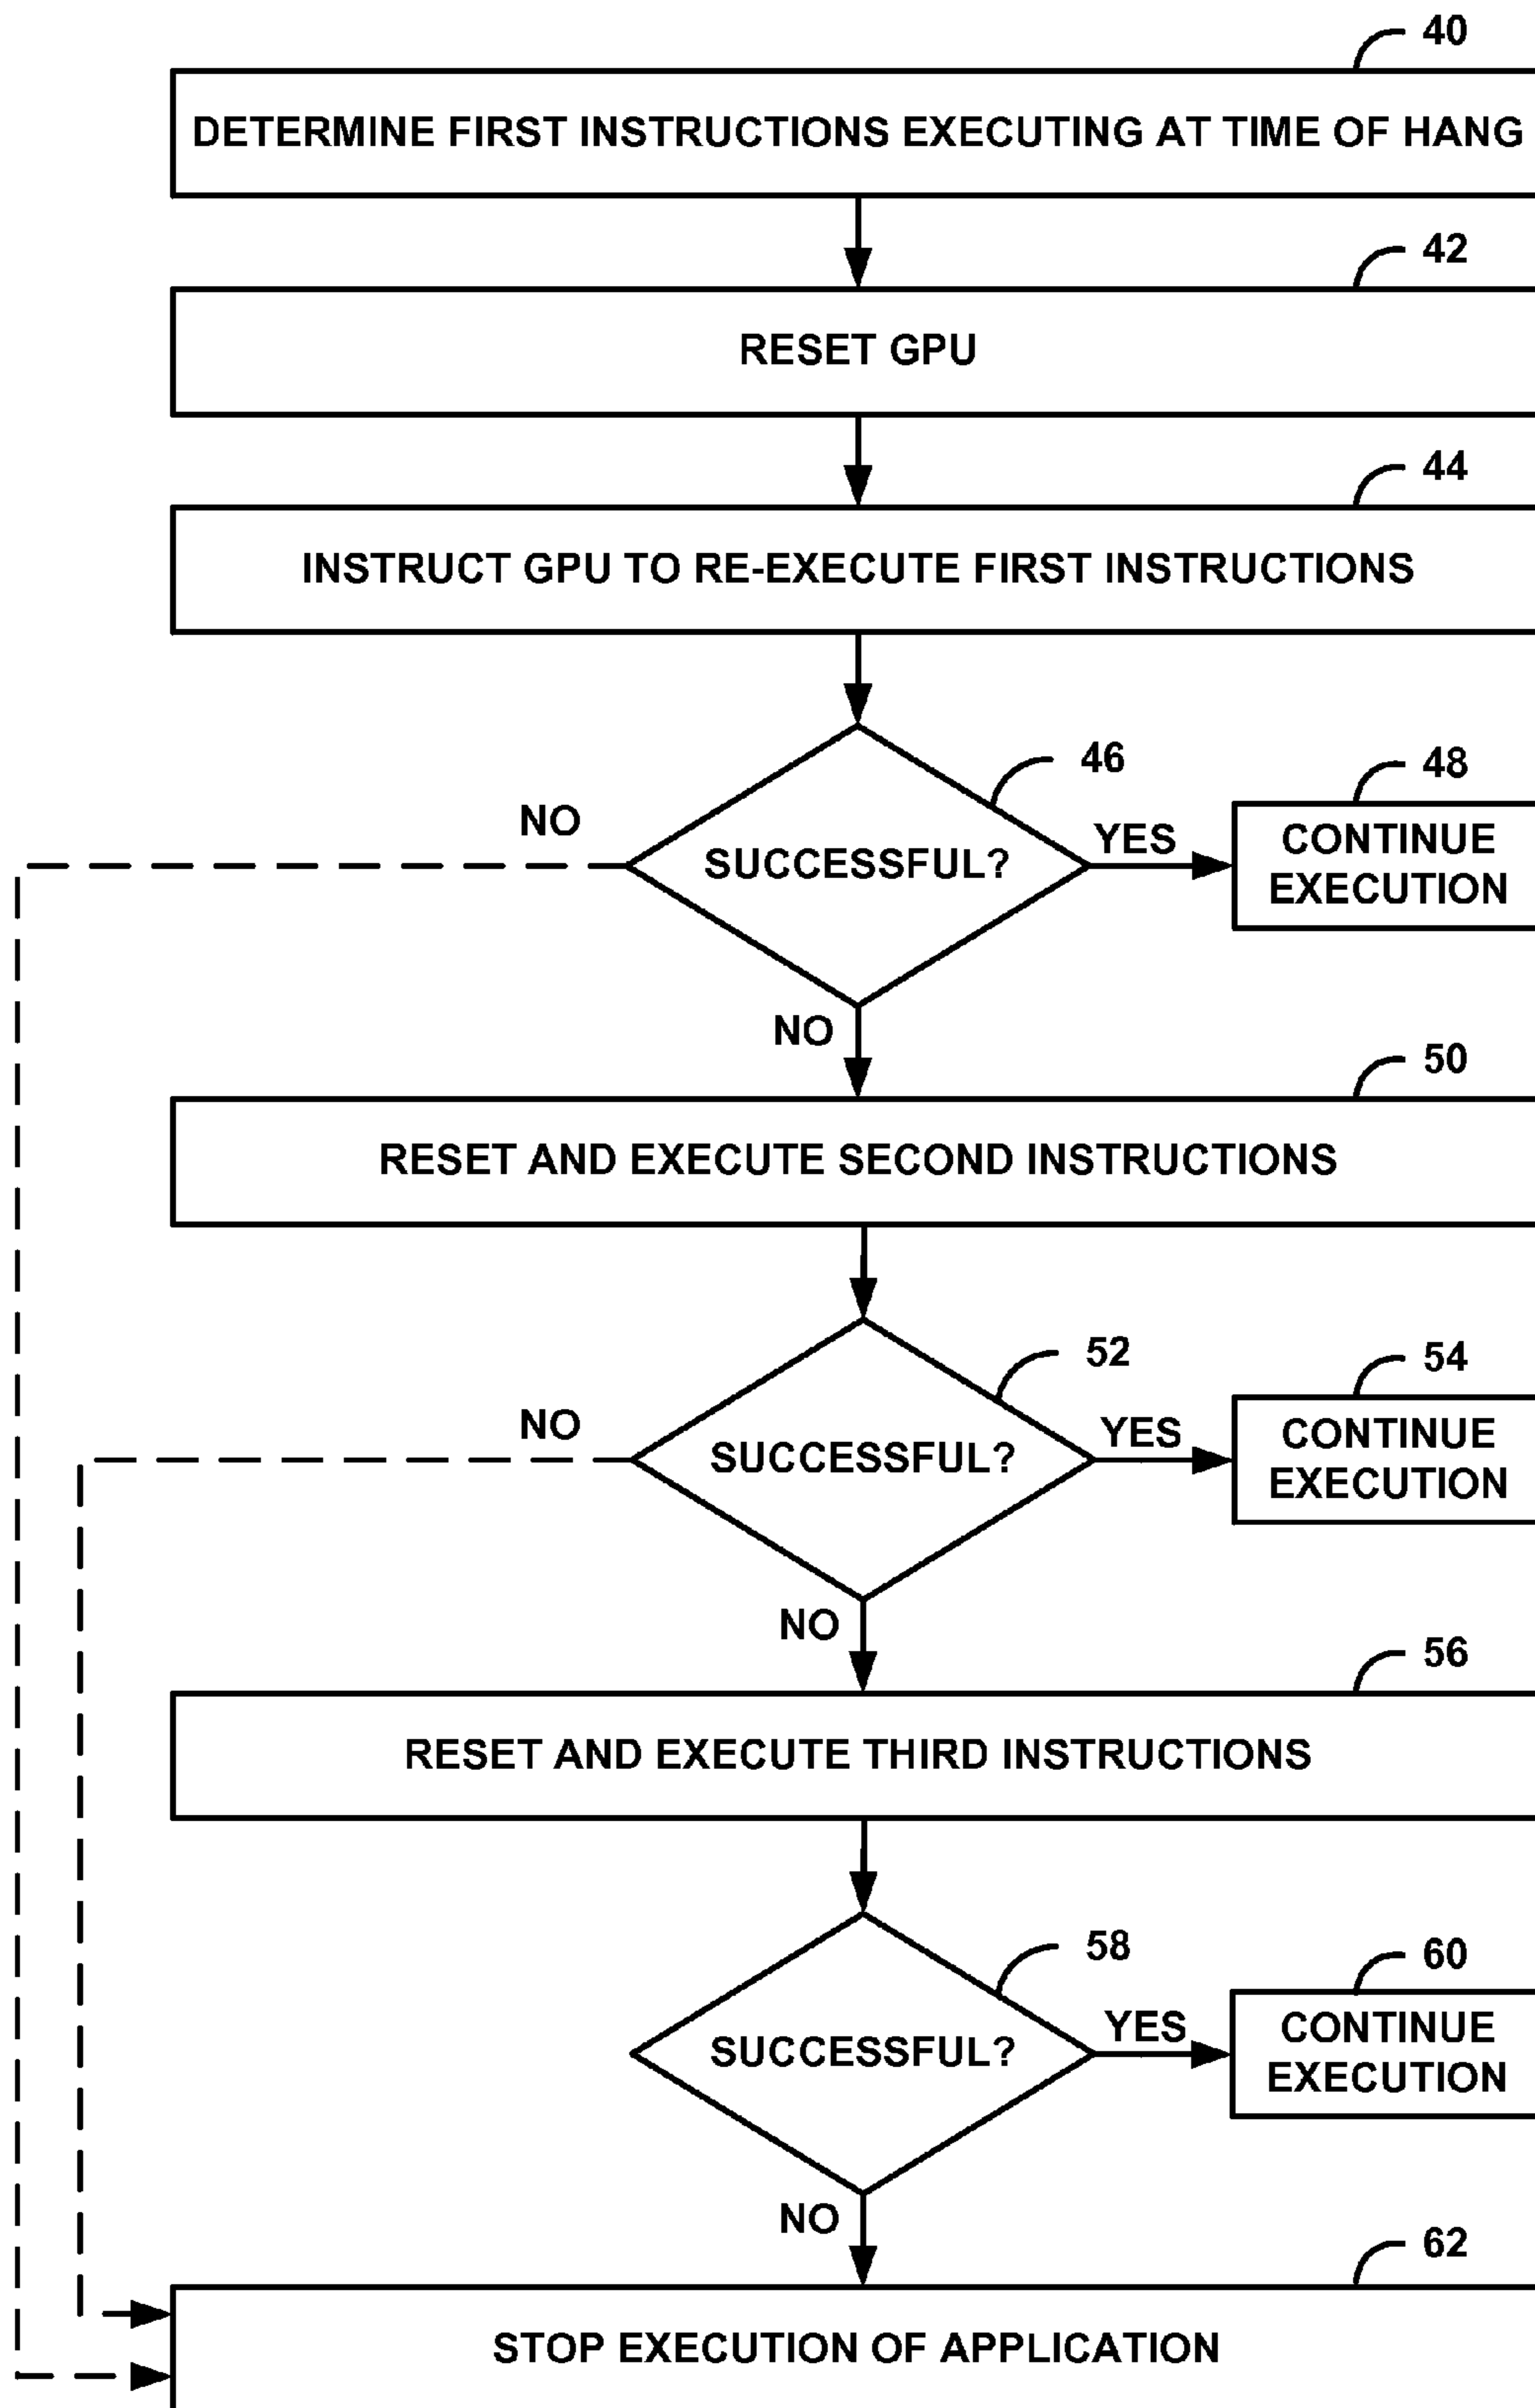 40
DETERMINE FIRST INSTRUCTIONS EXECUTING AT TIME OF HANG
42
RESET GPU
44
INSTRUCT GPU TO RE-EXECUTE FIRST INSTRUCTIONS
46
48
NO
SUCCESSFUL?
YES
CONTINUE
EXECUTION
NO
50
RESET AND EXECUTE SECOND INSTRUCTIONS
52
54
NO
SUCCESSFUL?
YES
CONTINUE
EXECUTION
NO
56
RESET AND EXECUTE THIRD INSTRUCTIONS
58
60
SUCCESSFUL?
YES
CONTINUE
EXECUTION
NO
62
STOP EXECUTION OF APPLICATION